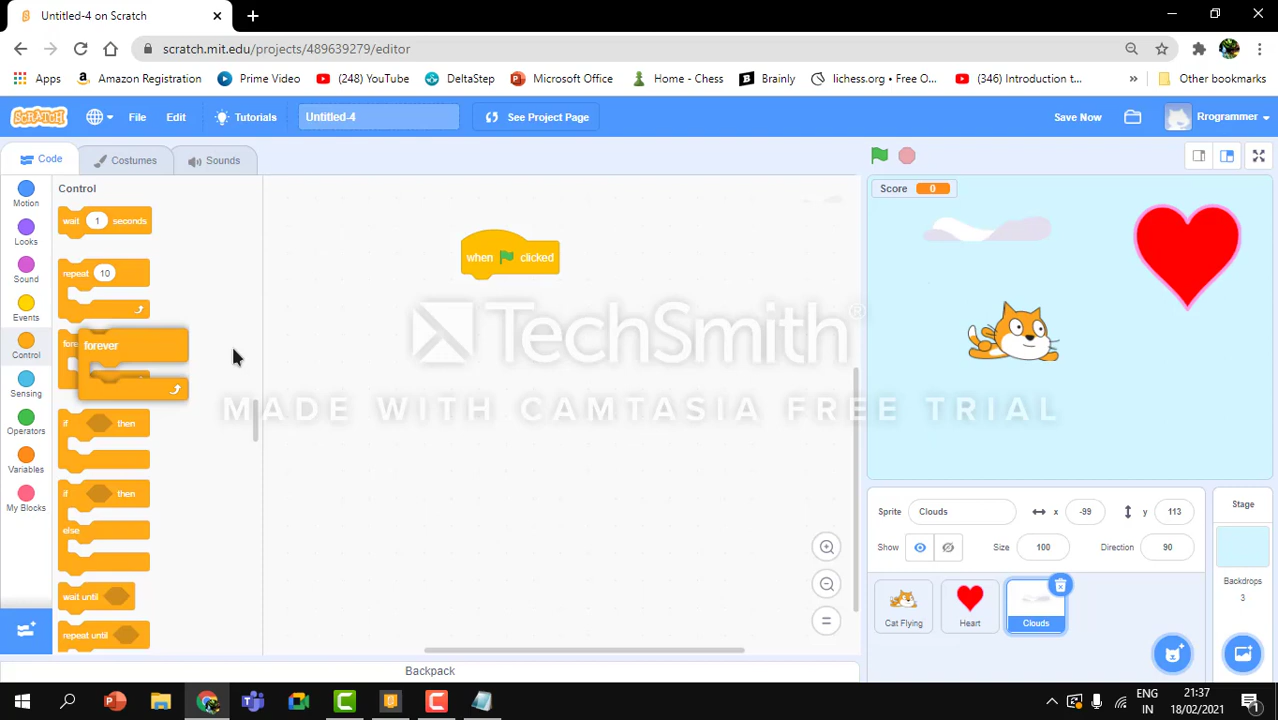 Untitled-4 on Scratch
scratch.mit.edu/projects/489639279/editor
Apps Amazon Registration Prime Video (248) YouTube DeltaStep Microsoft Office Home - Chess Brainly lichess.org • Free O... (346) Introduction t... » Other bookmarks
SCRATCH File Edit Tutorials Untitled-4 See Project Page Save Now Rrogrammer
Code Costumes Sounds
Motion
Looks
Sound
Events
Control
Sensing
Operators
Variables
My Blocks
Control
wait 1 seconds
repeat 10
fore
forever
if then
if then
else
wait until
repeat until
when clicked
TechSmith®
MADE WITH CAMTASIA FREE TRIAL
Score 0
Sprite Clouds x -99 y 113
Show Size 100 Direction 90
Cat Flying Heart Clouds
Stage
Backdrops
3
Backpack
ENG
IN
21:37
18/02/2021
1